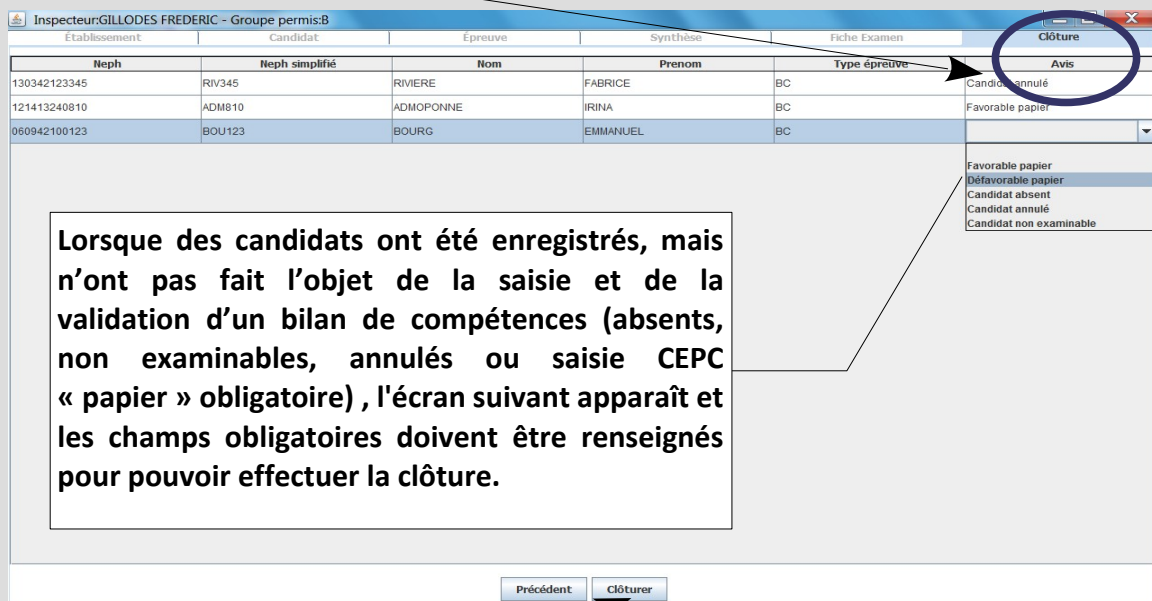 Inspecteur:GILLODES FREDERIC - Groupe permis:B
Établissement Candidat Épreuve Synthèse Fiche Examen Clôture
Neph Neph simplifié Nom Prenom Type épreuve Avis
130342123345 RIV345 RIVIERE FABRICE BC Candidat annulé
121413240810 ADM810 ADMOPONNE IRINA BC Favorable papier
060942100123 BOU123 BOURG EMMANUEL BC
Favorable papier
Défavorable papier
Candidat absent
Candidat annulé
Candidat non examinable
Lorsque des candidats ont été enregistrés, mais
n’ont pas fait l’objet de la saisie et de la
validation d’un bilan de compétences (absents,
non examinables, annulés ou saisie CEPC
« papier » obligatoire) , l'écran suivant apparaît et
les champs obligatoires doivent être renseignés
pour pouvoir effectuer la clôture.
Précédent Clôturer